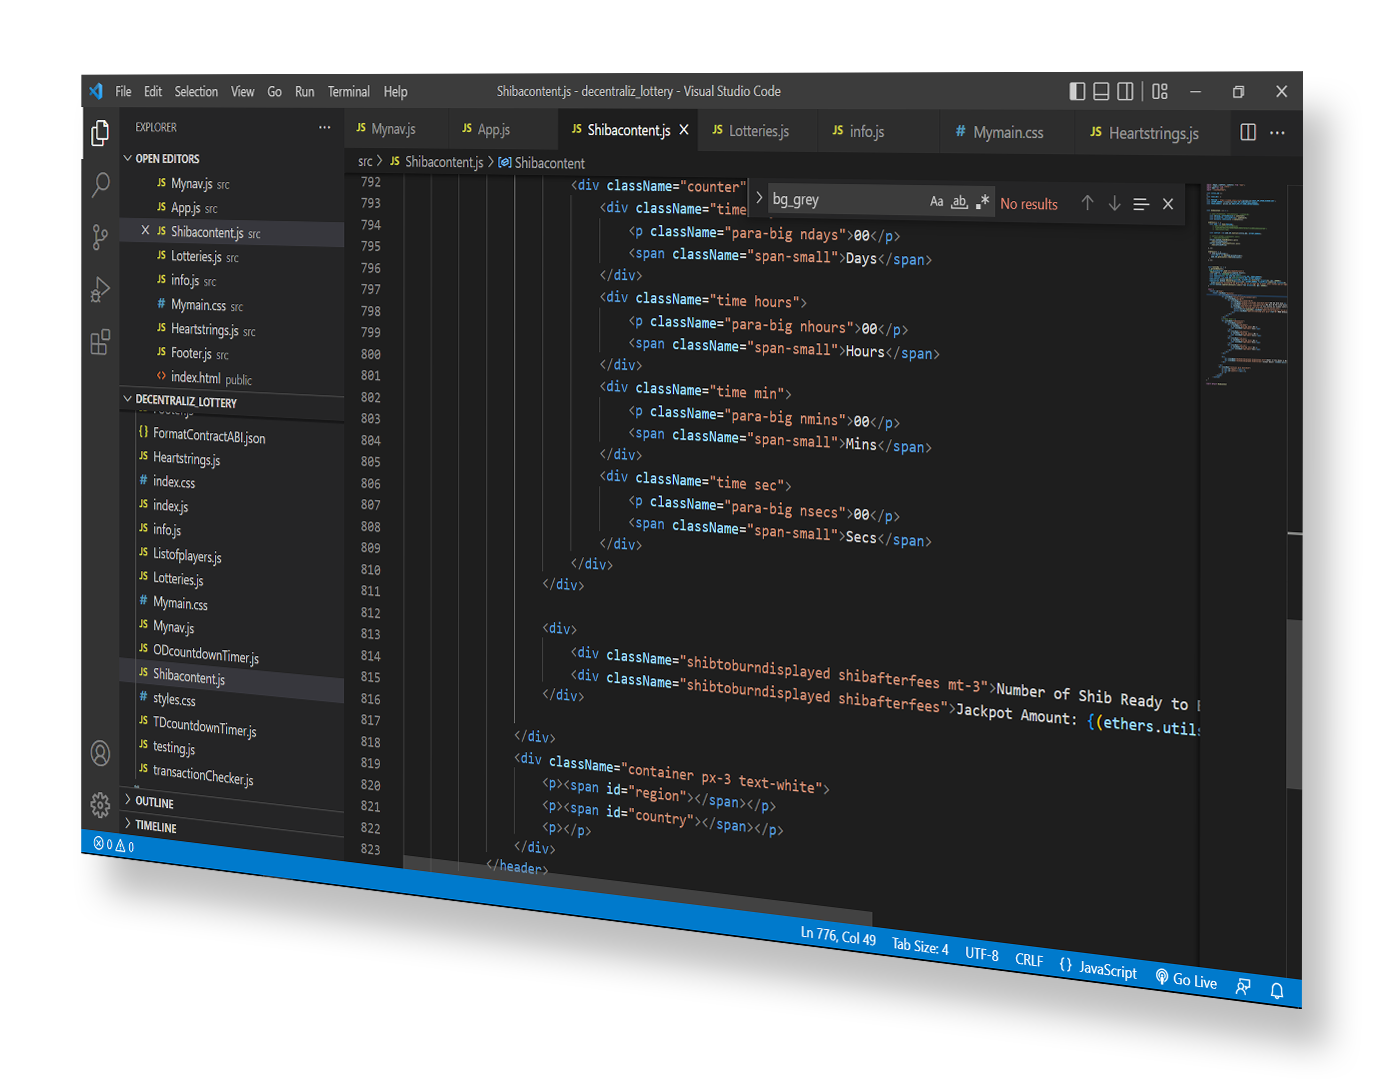 File Edit Selection View Go Run Terminal Help
Shibacontent.js - decentraliz_lottery - Visual Studio Code
EXPLORER
OPEN EDITORS
JS Mynav.js src
JS App.js src
X JS Shibacontent.js src
JS Lotteries.js src
JS info.js src
# Mymain.css src
JS Heartstrings.js src
JS Footer.js src
<> index.html public
DECENTRALIZ_LOTTERY
Footer.js
{} FormatContractABI.json
JS Heartstrings.js
# index.css
JS index.js
JS info.js
JS Listofplayers.js
JS Lotteries.js
# Mymain.css
JS Mynav.js
JS ODcountdownTimer.js
JS Shibacontent.js
# styles.css
JS TDcountdownTimer.js
JS testing.js
JS transactionChecker.js
OUTLINE
TIMELINE
JS Mynav.js
JS App.js
JS Shibacontent.js X
JS Lotteries.js
JS info.js
# Mymain.css
JS Heartstrings.js
src > JS Shibacontent.js > Shibacontent
bg_grey Aa ab .* No results
792 <div className="counter"
793 <div className="time
794 <p className="para-big ndays">00</p>
795 <span className="span-small">Days</span>
796 </div>
797 <div className="time hours">
798 <p className="para-big nhours">00</p>
799 <span className="span-small">Hours</span>
800 </div>
801 <div className="time min">
802 <p className="para-big nmins">00</p>
803 <span className="span-small">Mins</span>
804 </div>
805 <div className="time sec">
806 <p className="para-big nsecs">00</p>
807 <span className="span-small">Secs</span>
808 </div>
809 </div>
810 </div>
811
812 <div>
813 <div className="shibtoburndisplayed shibafterfees mt-3">Number of Shib Ready to
814 <div className="shibtoburndisplayed shibafterfees">Jackpot Amount: {(ethers.utils
815 </div>
816
817 </div>
818 <div className="container px-3 text-white">
819 <p><span id="region"></span></p>
820 <p><span id="country"></span></p>
821 <p></p>
822 </div>
823 </header>
0 0
Ln 776, Col 49 Tab Size: 4 UTF-8 CRLF {} JavaScript Go Live